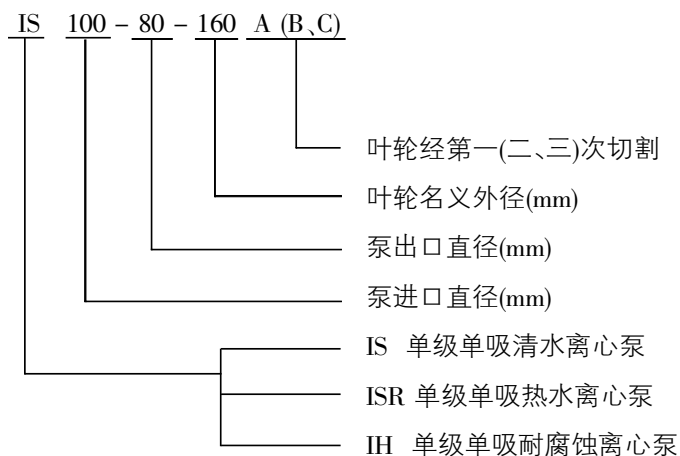 IS 100-80-160 A (B、C)
叶轮经第一(二、三)次切割
叶轮名义外径(mm)
泵出口直径(mm)
泵进口直径(mm)
IS 单级单吸清水离心泵
ISR 单级单吸热水离心泵
IH 单级单吸耐腐蚀离心泵